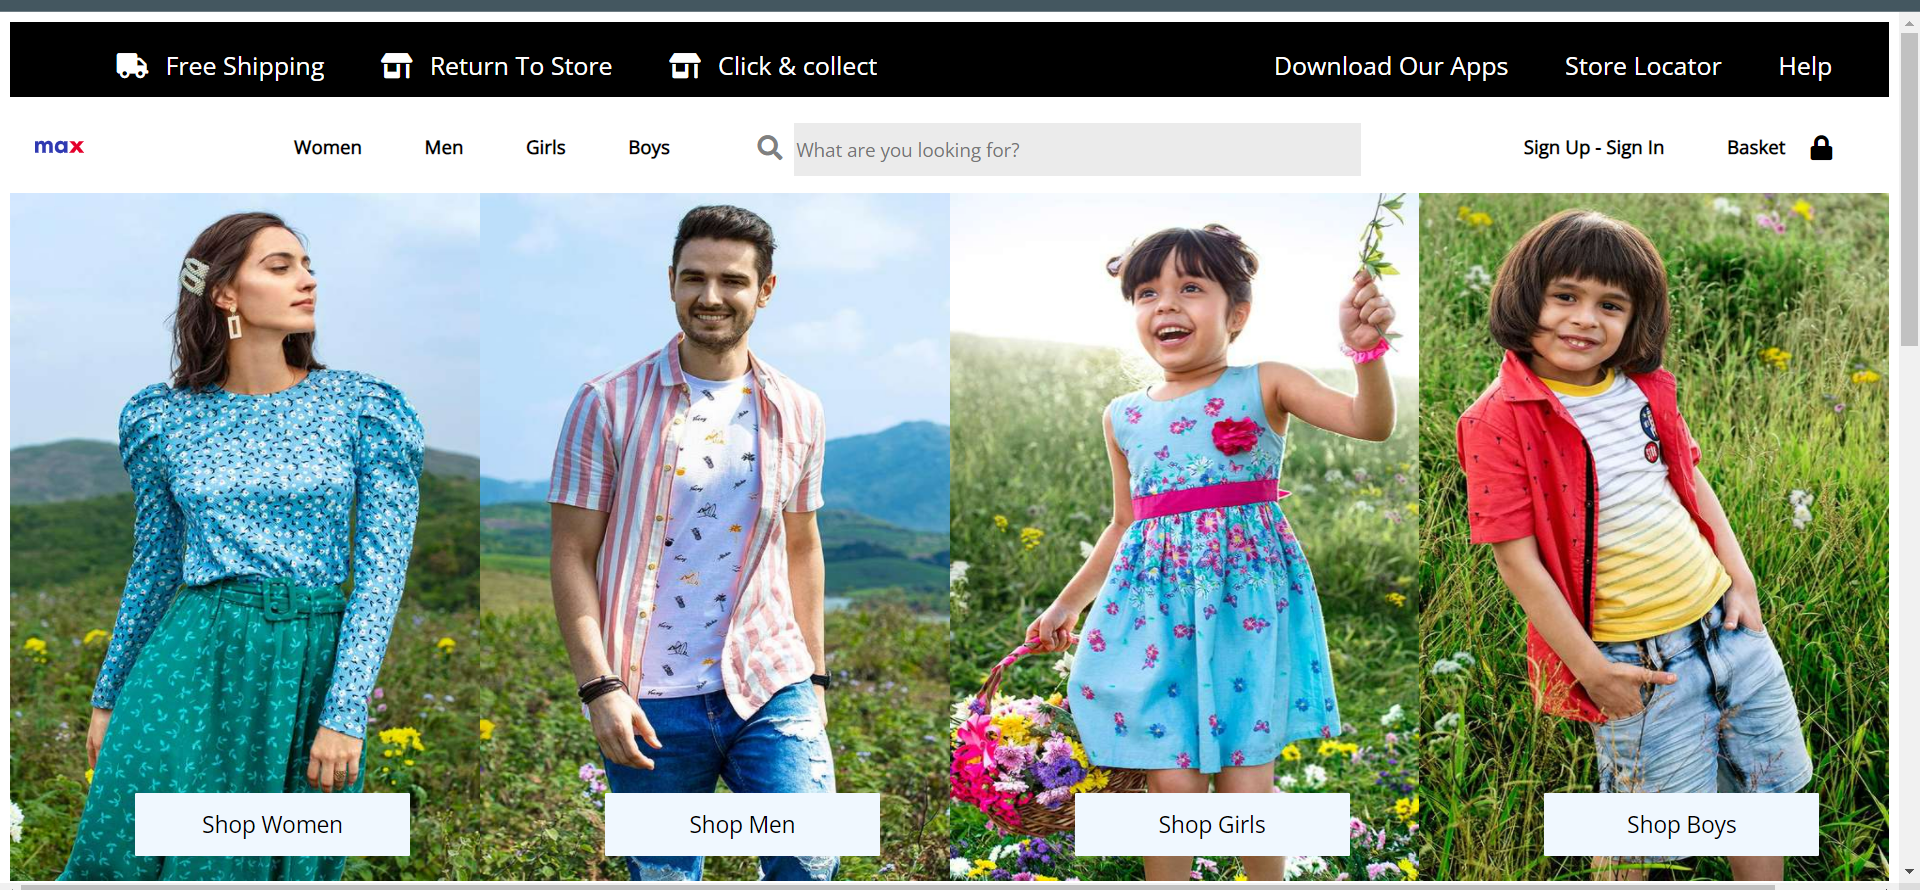 Free Shipping Return To Store Click & collect Download Our Apps Store Locator Help
max Women Men Girls Boys What are you looking for? Sign Up - Sign In Basket
Shop Women Shop Men Shop Girls Shop Boys